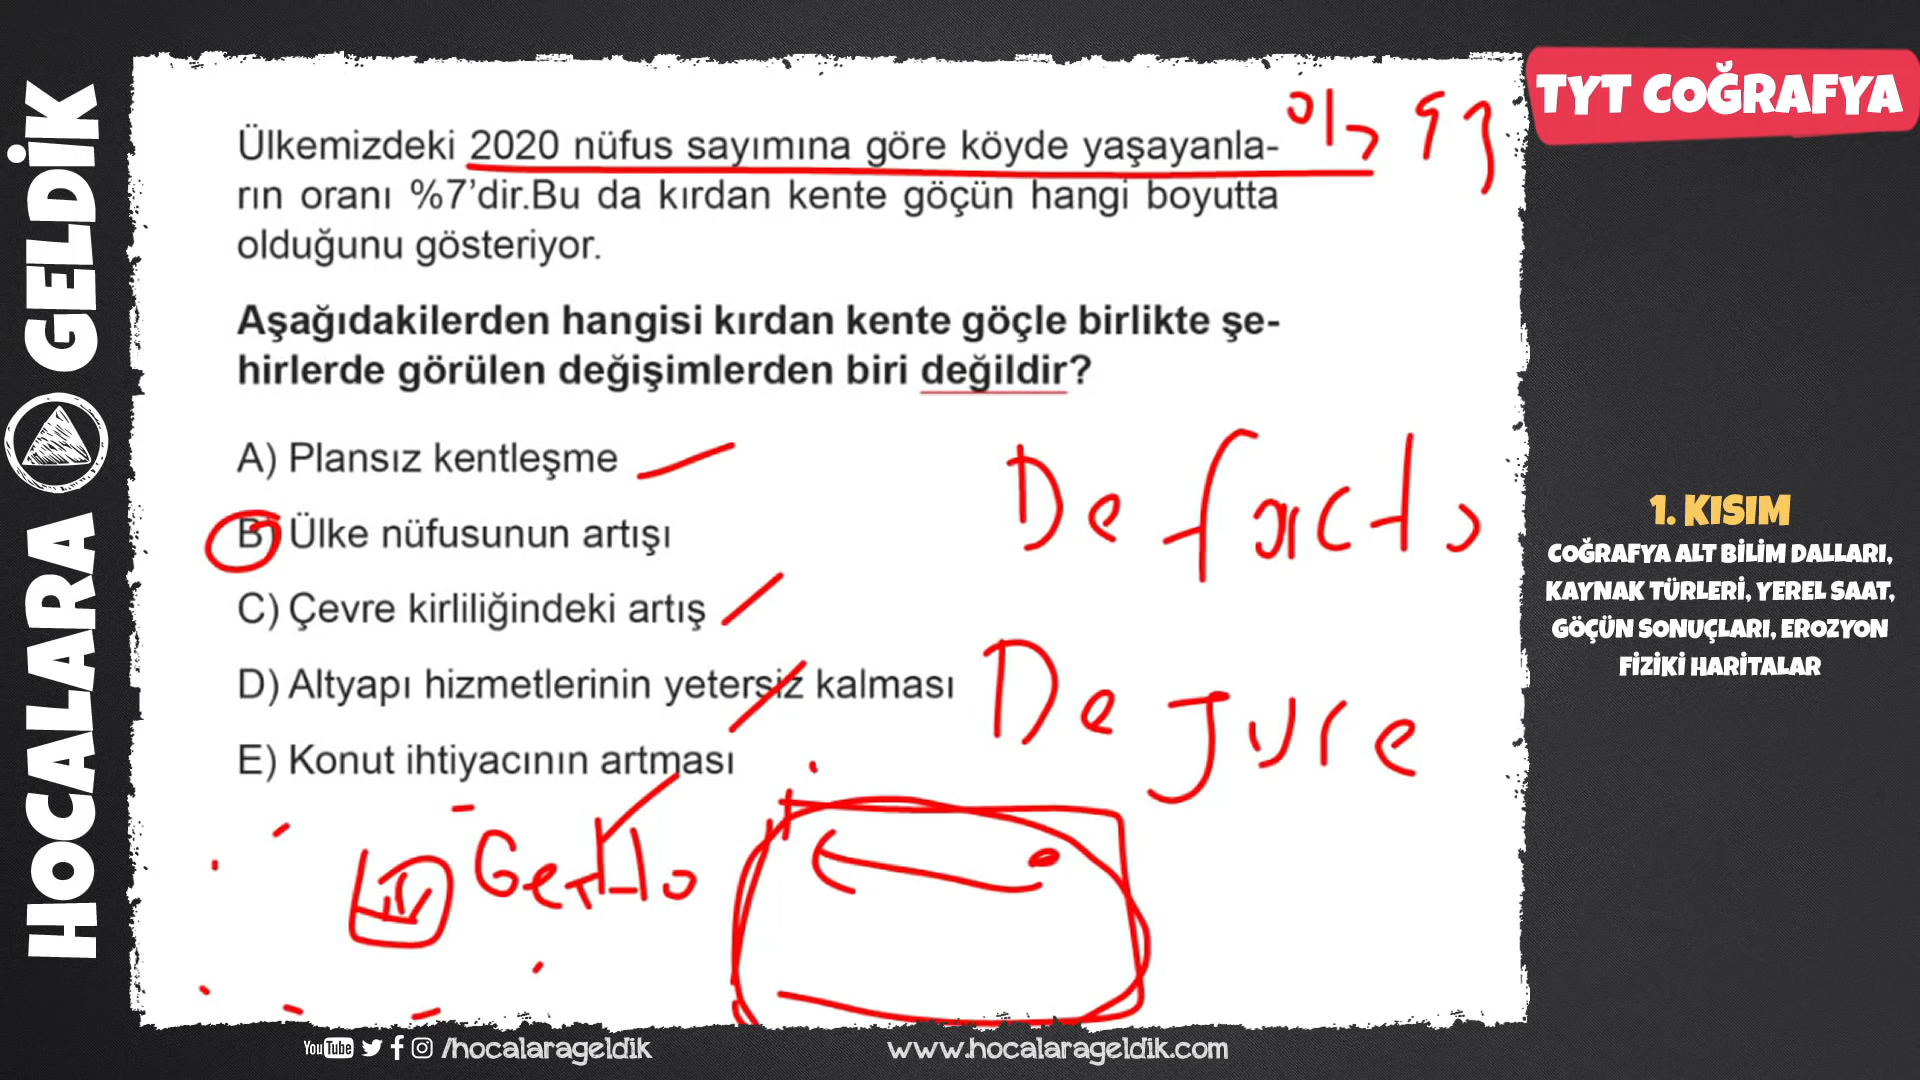 HOCALARA GELDİK
TYT COĞRAFYA
Ülkemizdeki 2020 nüfus sayımına göre köyde yaşayanla-
rın oranı %7'dir.Bu da kırdan kente göçün hangi boyutta
olduğunu gösteriyor.
Aşağıdakilerden hangisi kırdan kente göçle birlikte şe-
hirlerde görülen değişimlerden biri değildir?
A) Plansız kentleşme
B) Ülke nüfusunun artışı
C) Çevre kirliliğindeki artış
D) Altyapı hizmetlerinin yetersiz kalması
E) Konut ihtiyacının artması
% 93
De facto
De Jure
1. KISIM
COĞRAFYA ALT BİLİM DALLARI,
KAYNAK TÜRLERİ, YEREL SAAT,
GÖÇÜN SONUÇLARI, EROZYON
FİZİKİ HARİTALAR
YouTube /hocalarageldik
www.hocalarageldik.com